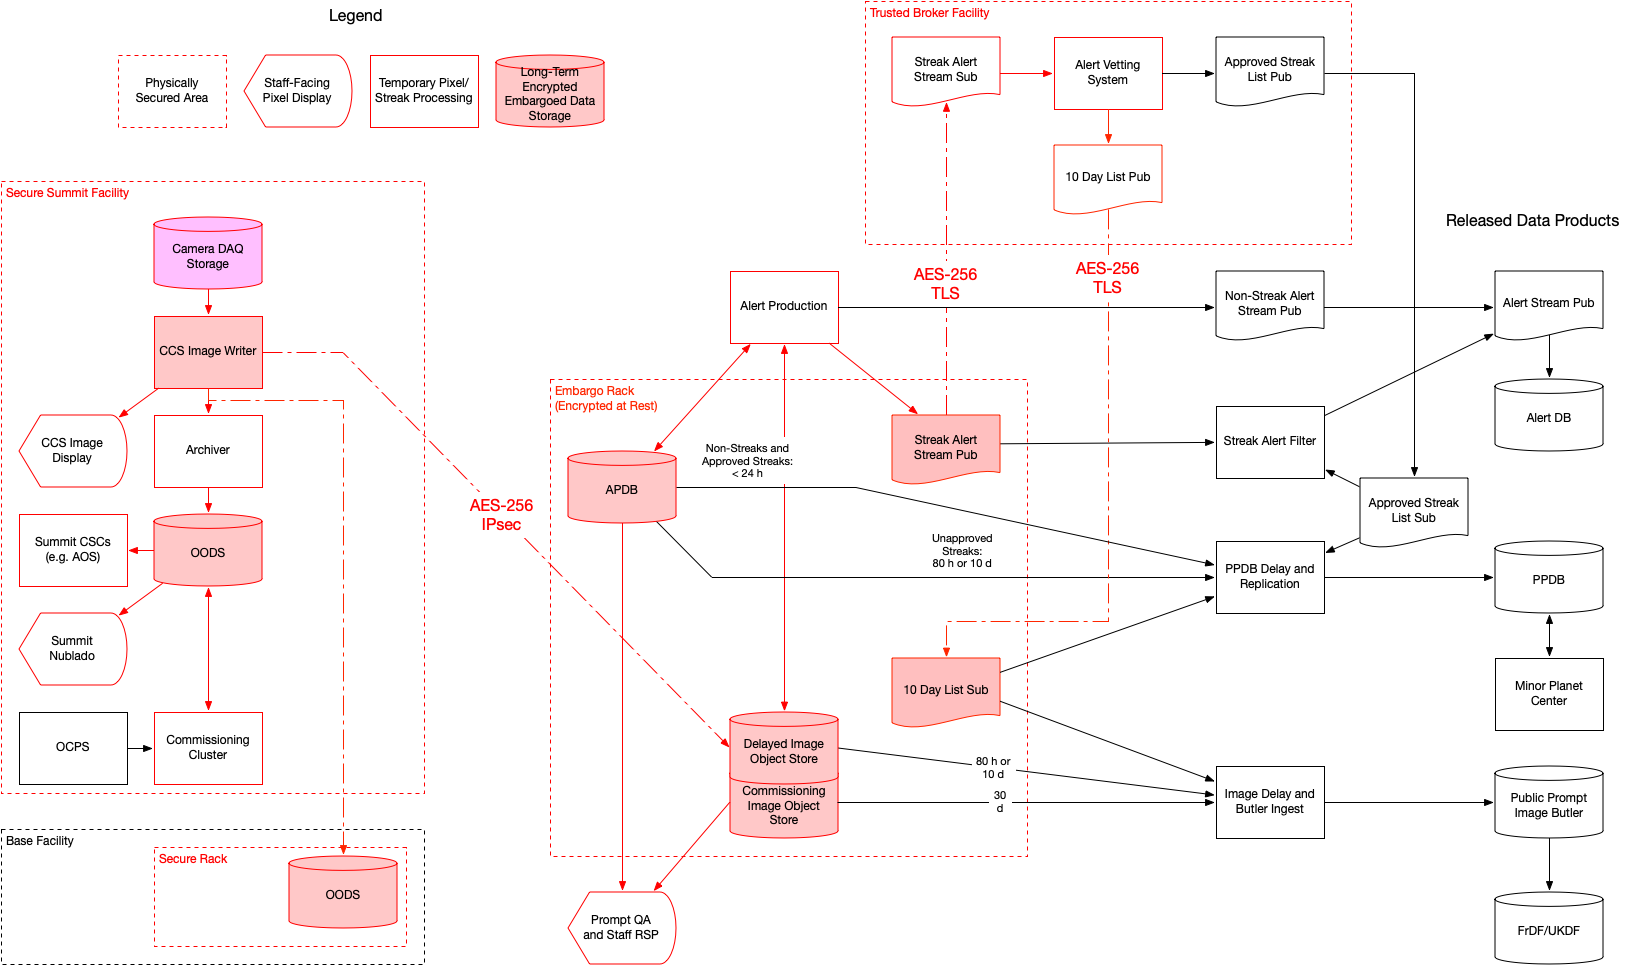 Legend
Physically
Secured Area
Staff-Facing
Pixel Display
Temporary Pixel/
Streak Processing
Long-Term
Encrypted
Embargoed Data
Storage
Trusted Broker Facility
Streak Alert
Stream Sub
Alert Vetting
System
Approved Streak
List Pub
10 Day List Pub
Secure Summit Facility
Camera DAQ
Storage
CCS Image Writer
CCS Image
Display
Archiver
Summit CSCs
(e.g. AOS)
OODS
Summit
Nublado
OCPS
Commissioning
Cluster
Base Facility
Secure Rack
OODS
AES-256
IPsec
AES-256
TLS
AES-256
TLS
Alert Production
Embargo Rack
(Encrypted at Rest)
Streak Alert
Stream Pub
Non-Streaks and
Approved Streaks:
< 24 h
APDB
Unapproved
Streaks:
80 h or 10 d
10 Day List Sub
Delayed Image
Object Store
Commissioning
Image Object
Store
80 h or
10 d
30
d
Prompt QA
and Staff RSP
Released Data Products
Non-Streak Alert
Stream Pub
Alert Stream Pub
Alert DB
Streak Alert Filter
Approved Streak
List Sub
PPDB Delay and
Replication
PPDB
Minor Planet
Center
Image Delay and
Butler Ingest
Public Prompt
Image Butler
FrDF/UKDF